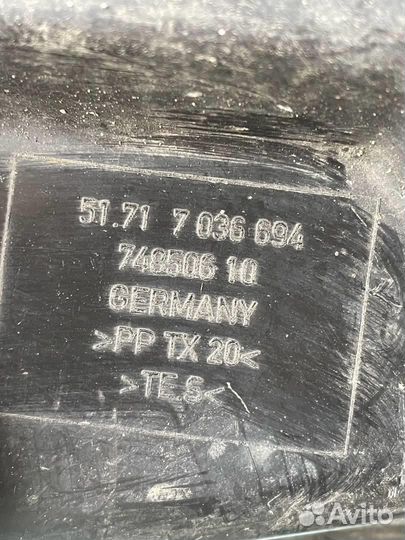 51.71 7 036 694
748506 10
GERMANY
>PP TX 20<
>TE.S<
Avito